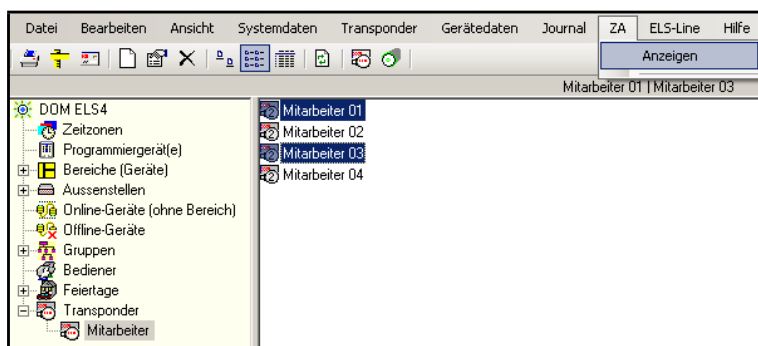 Datei Bearbeiten Ansicht Systemdaten Transponder Gerätedaten Journal ZA ELS-Line Hilfe
Anzeigen
Mitarbeiter 01 | Mitarbeiter 03
DOM ELS4
Zeitzonen
Programmiergerät(e)
Bereiche (Geräte)
Aussenstellen
Online-Geräte (ohne Bereich)
Offline-Geräte
Gruppen
Bediener
Feiertage
Transponder
Mitarbeiter
Mitarbeiter 01
Mitarbeiter 02
Mitarbeiter 03
Mitarbeiter 04